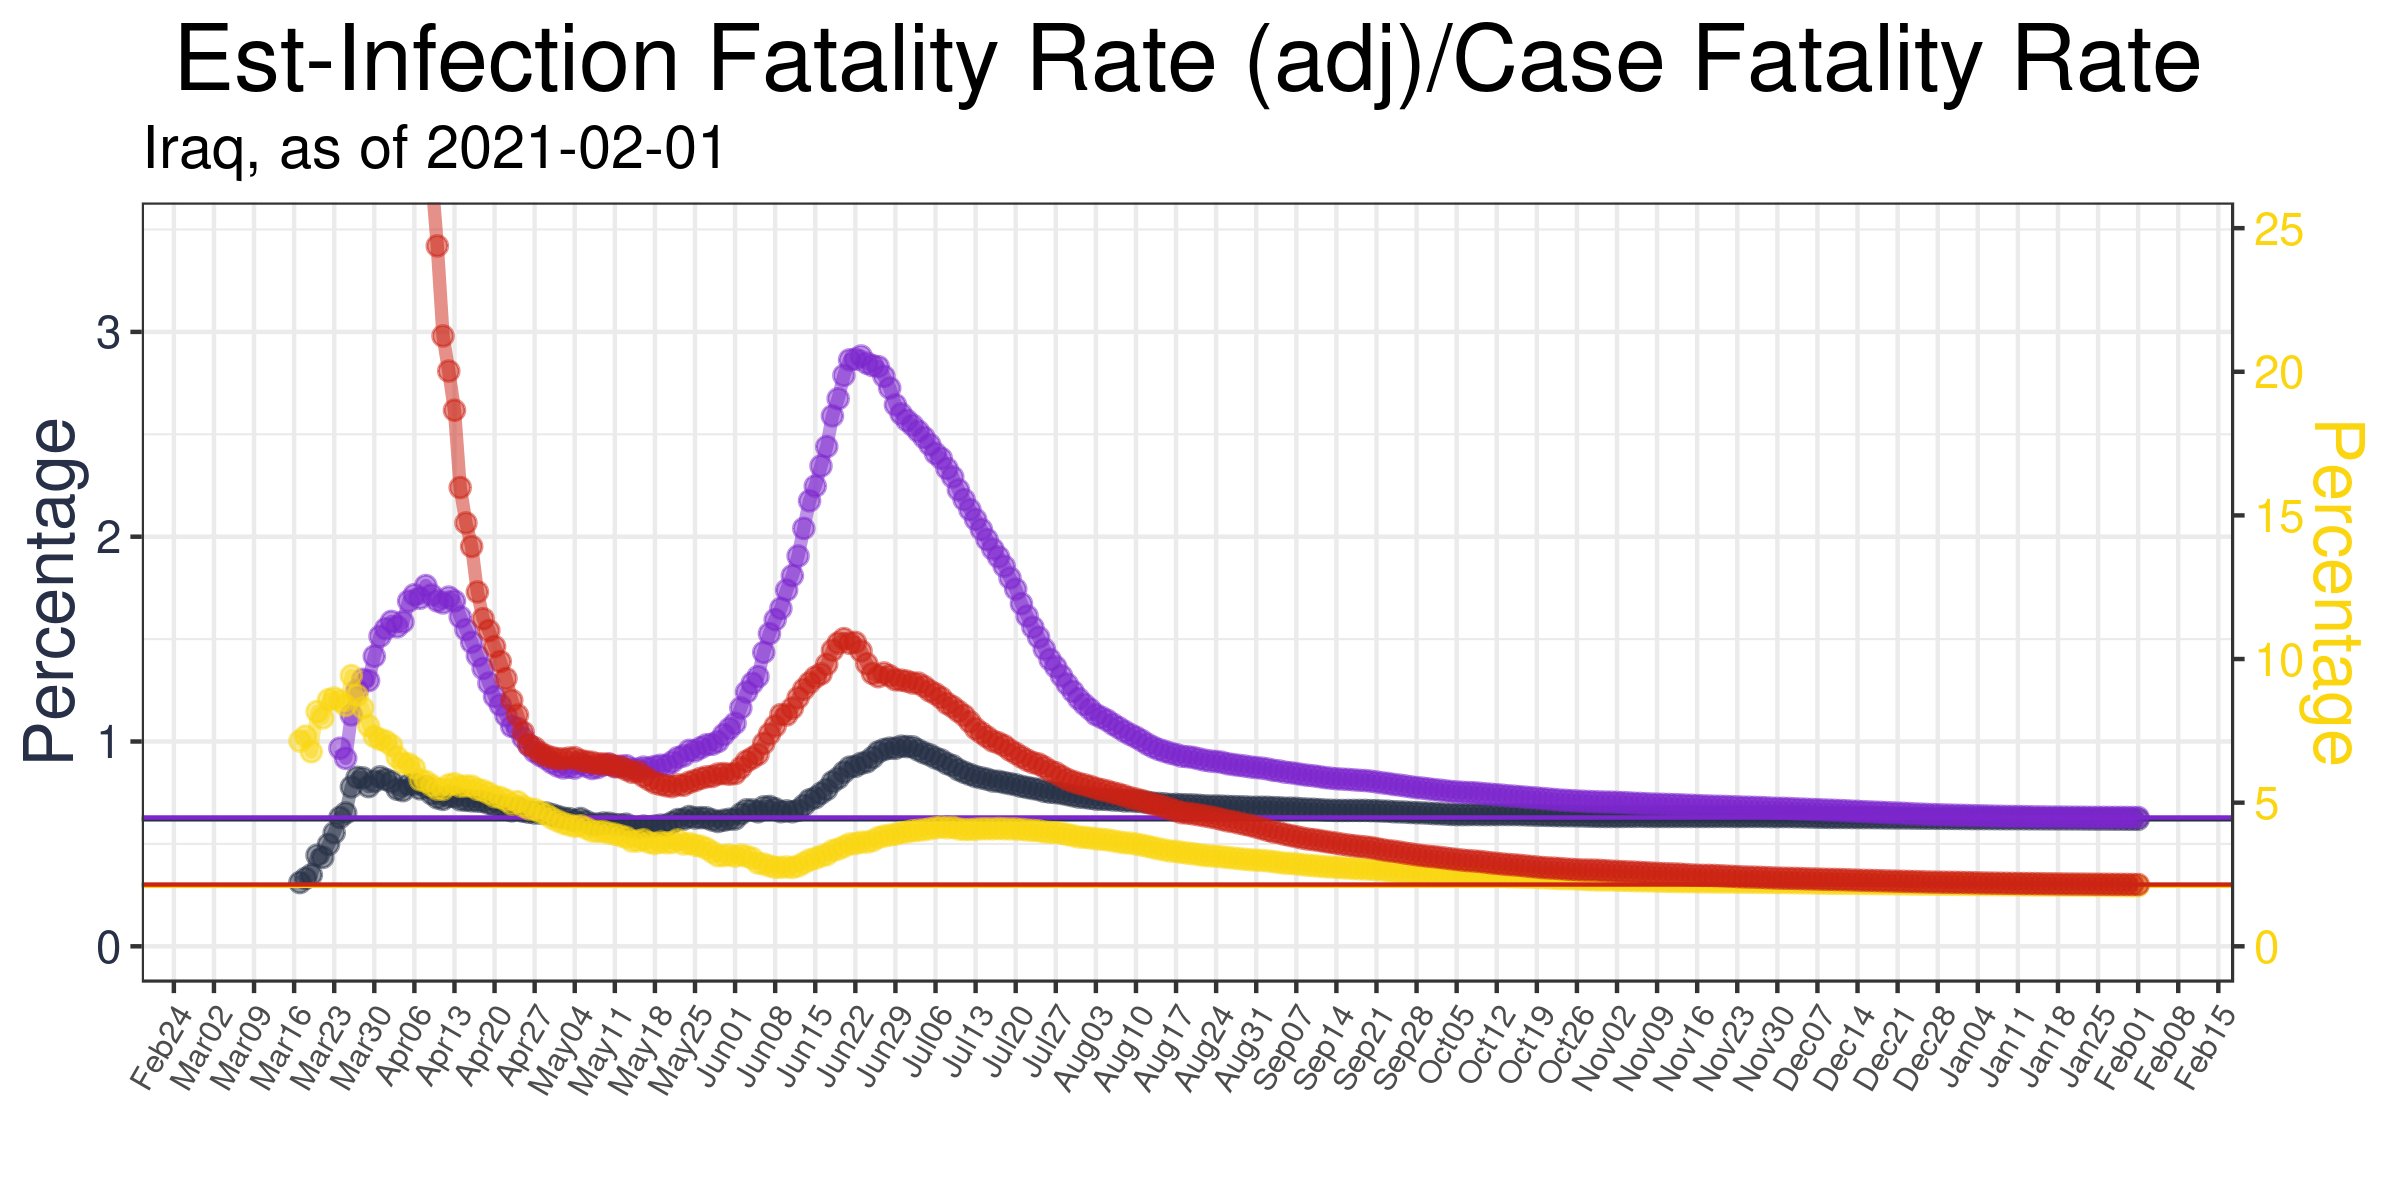 Est-Infection Fatality Rate (adj)/Case Fatality Rate
Iraq, as of 2021-02-01
Percentage
3
2
1
0
25
20
15
10
5
0
Percentage
Feb24
Mar02
Mar09
Mar16
Mar23
Mar30
Apr06
Apr13
Apr20
Apr27
May04
May11
May18
May25
Jun01
Jun08
Jun15
Jun22
Jun29
Jul06
Jul13
Jul20
Jul27
Aug03
Aug10
Aug17
Aug24
Aug31
Sep07
Sep14
Sep21
Sep28
Oct05
Oct12
Oct19
Oct26
Nov02
Nov09
Nov16
Nov23
Nov30
Dec07
Dec14
Dec21
Dec28
Jan04
Jan11
Jan18
Jan25
Feb01
Feb08
Feb15